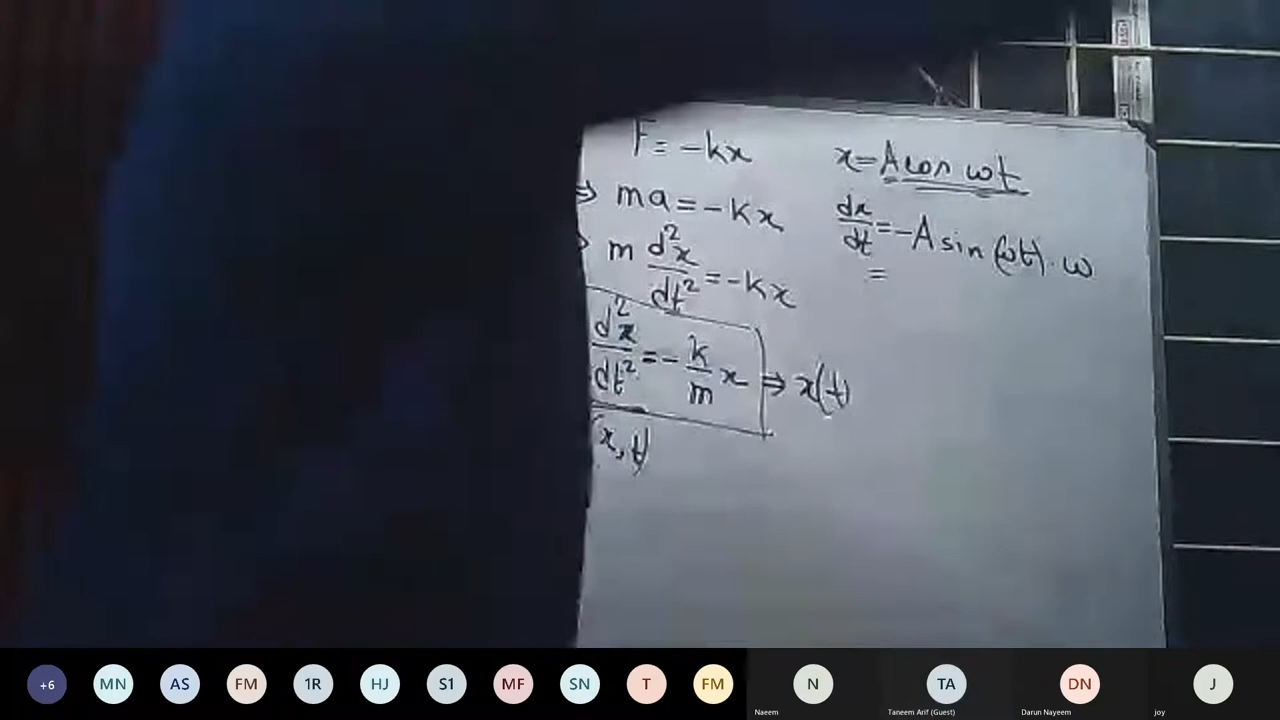 F = -kx
⇒ ma = -kx
m d²x/dt² = -kx
d²x/dt² = -k/m x ⇒ x(t)
(x, t)
x = A cos ωt
dx/dt = -A sin(ωt) · ω
=
+6
MN
AS
FM
1R
HJ
S1
MF
SN
T
FM
N
Naeem
TA
Taneem Arif (Guest)
DN
Darun Nayeem
J
joy